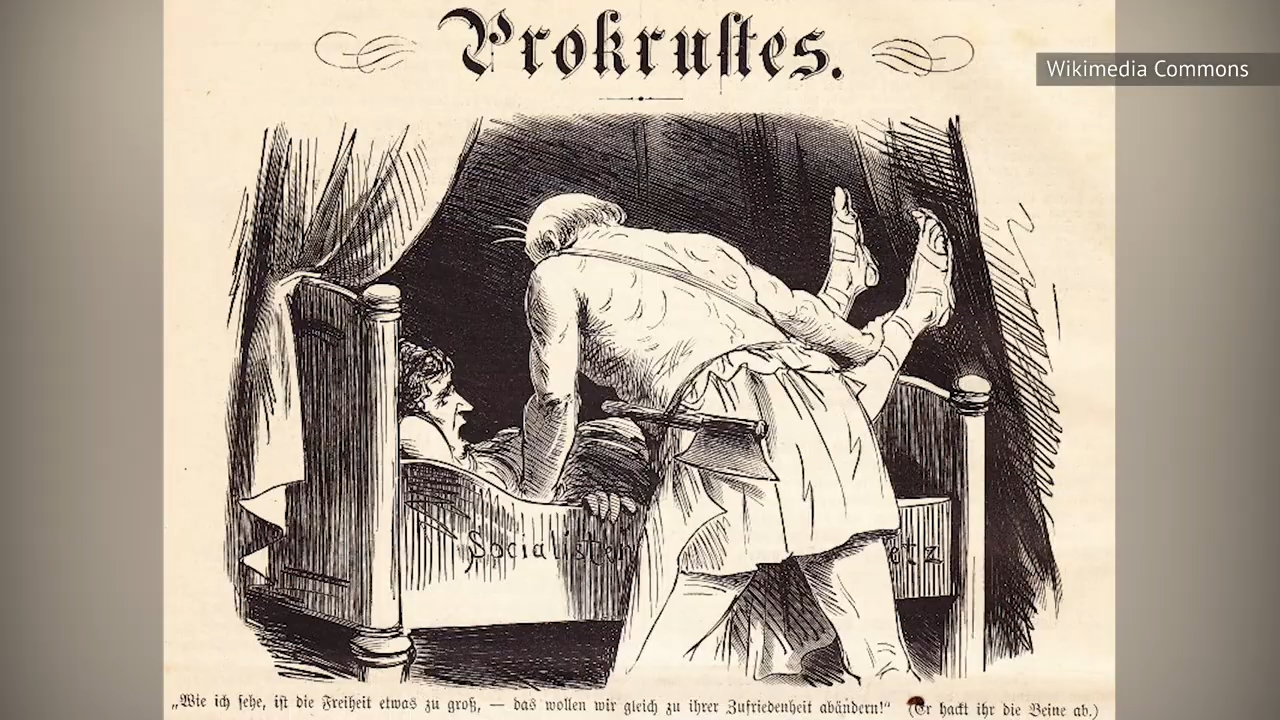 Prokrustes.
Wikimedia Commons
Socialisten etz
„Wie ich sehe, ist die Freiheit etwas zu groß, — das wollen wir gleich zu ihrer Zufriedenheit abändern!“ (Er hackt ihr die Beine ab.)